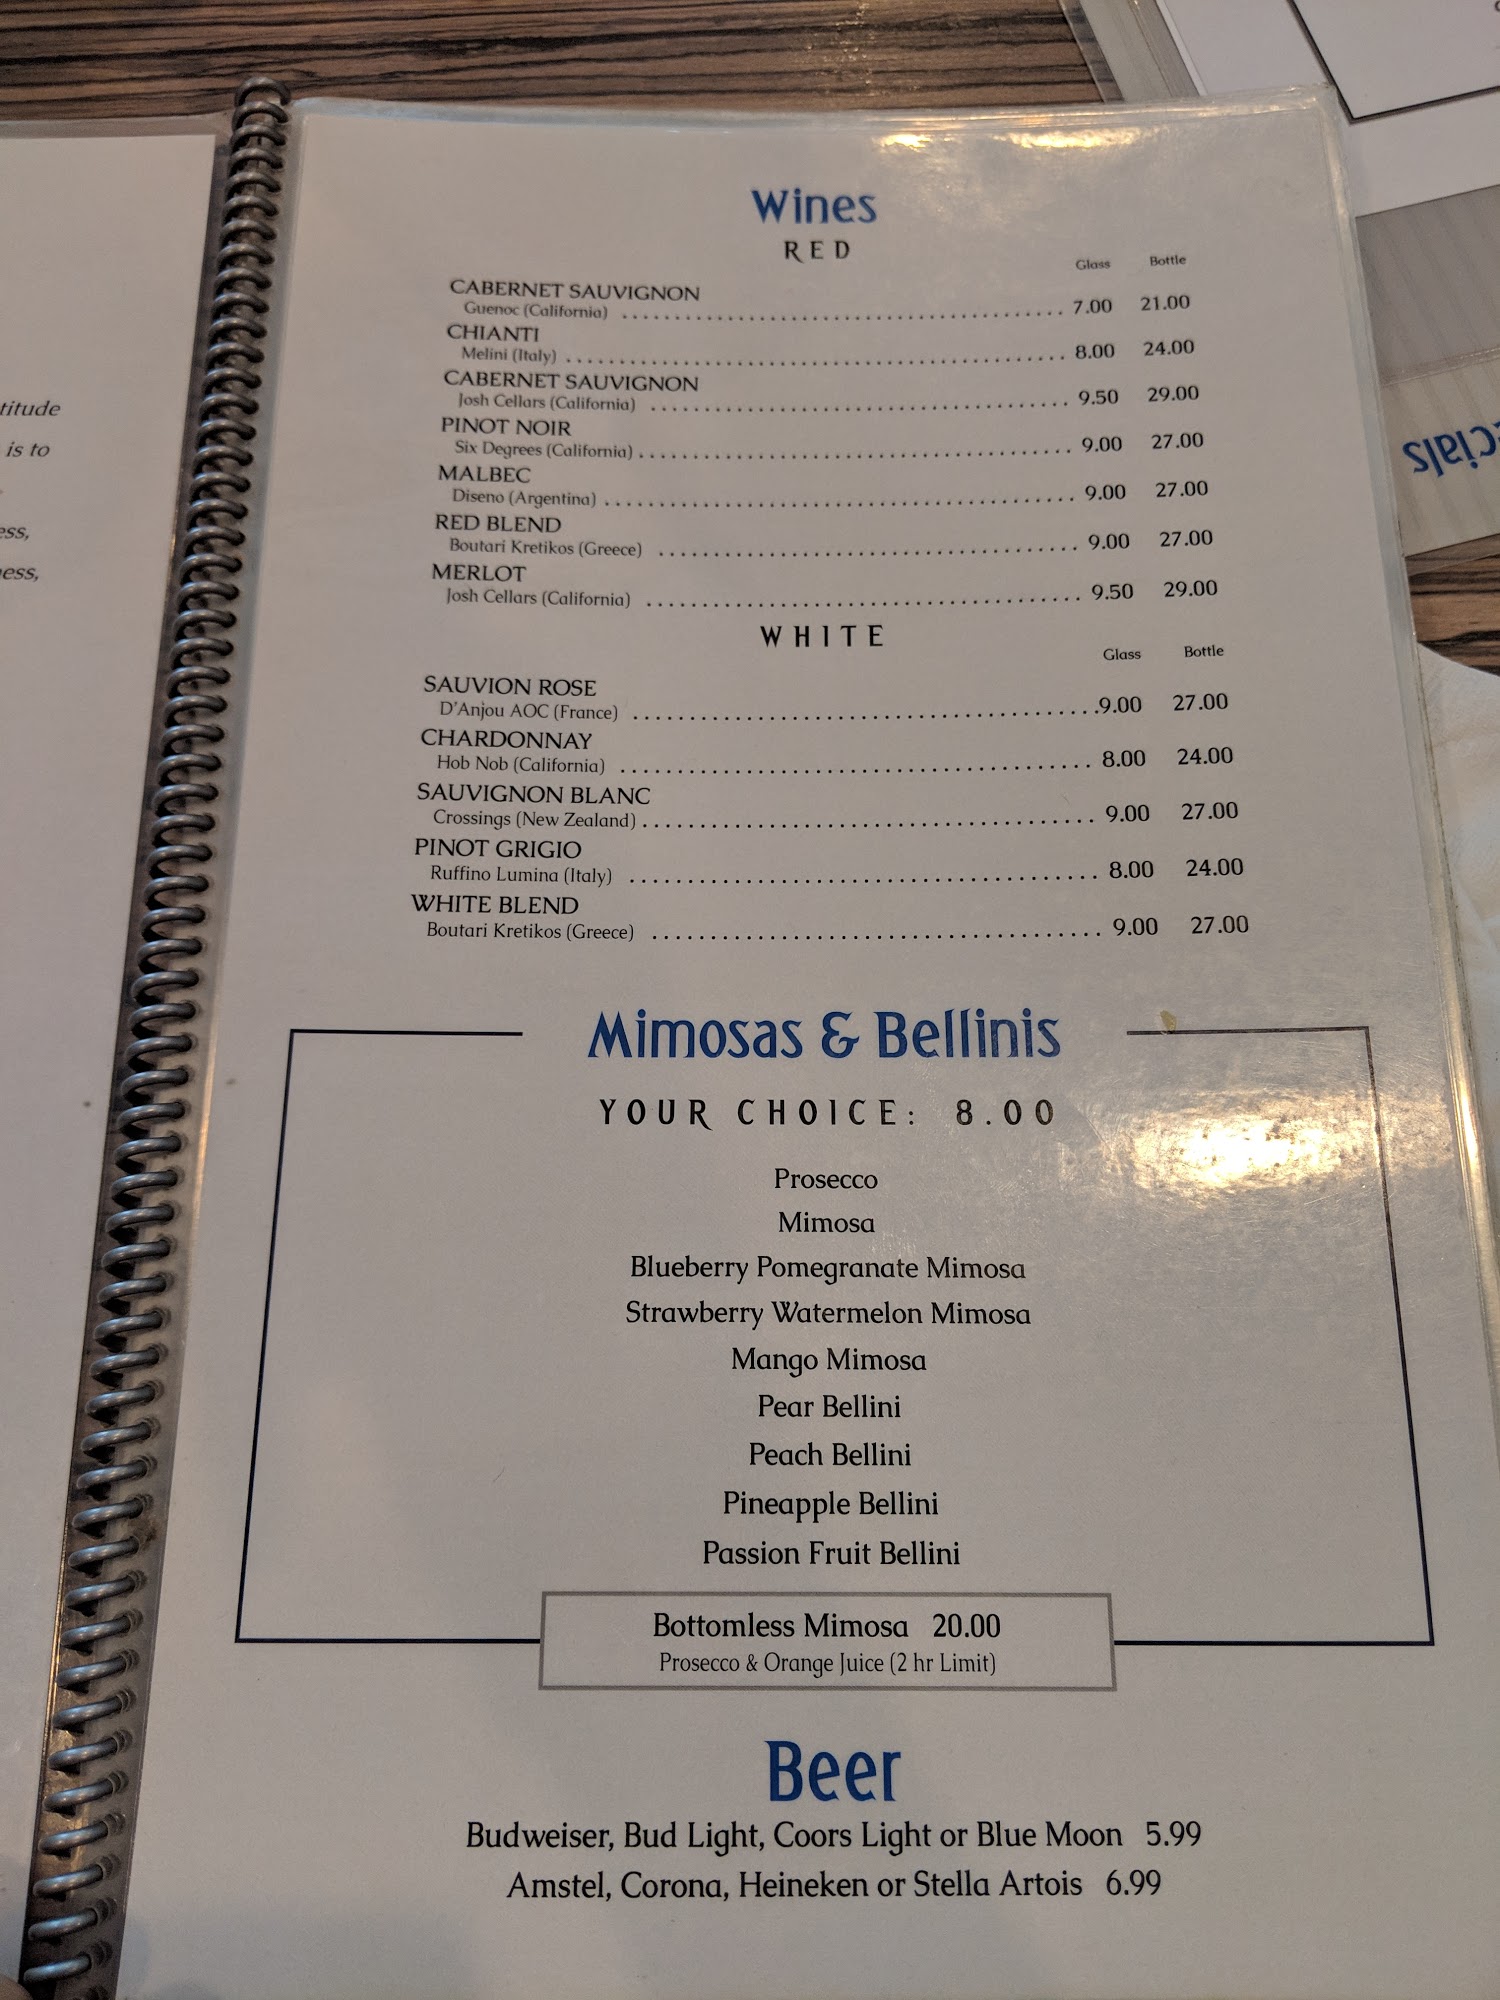 titude
is to
ess,
ess,
Wines
RED
Glass Bottle
CABERNET SAUVIGNON
Guenoc (California) 7.00 21.00
CHIANTI
Melini (Italy) 8.00 24.00
CABERNET SAUVIGNON
Josh Cellars (California) 9.50 29.00
PINOT NOIR
Six Degrees (California) 9.00 27.00
MALBEC
Diseno (Argentina) 9.00 27.00
RED BLEND
Boutari Kretikos (Greece) 9.00 27.00
MERLOT
Josh Cellars (California) 9.50 29.00
WHITE
Glass Bottle
SAUVION ROSE
D'Anjou AOC (France) 9.00 27.00
CHARDONNAY
Hob Nob (California) 8.00 24.00
SAUVIGNON BLANC
Crossings (New Zealand) 9.00 27.00
PINOT GRIGIO
Ruffino Lumina (Italy) 8.00 24.00
WHITE BLEND
Boutari Kretikos (Greece) 9.00 27.00
Mimosas & Bellinis
YOUR CHOICE: 8.00
Prosecco
Mimosa
Blueberry Pomegranate Mimosa
Strawberry Watermelon Mimosa
Mango Mimosa
Pear Bellini
Peach Bellini
Pineapple Bellini
Passion Fruit Bellini
Bottomless Mimosa 20.00
Prosecco & Orange Juice (2 hr Limit)
Beer
Budweiser, Bud Light, Coors Light or Blue Moon 5.99
Amstel, Corona, Heineken or Stella Artois 6.99
ecials